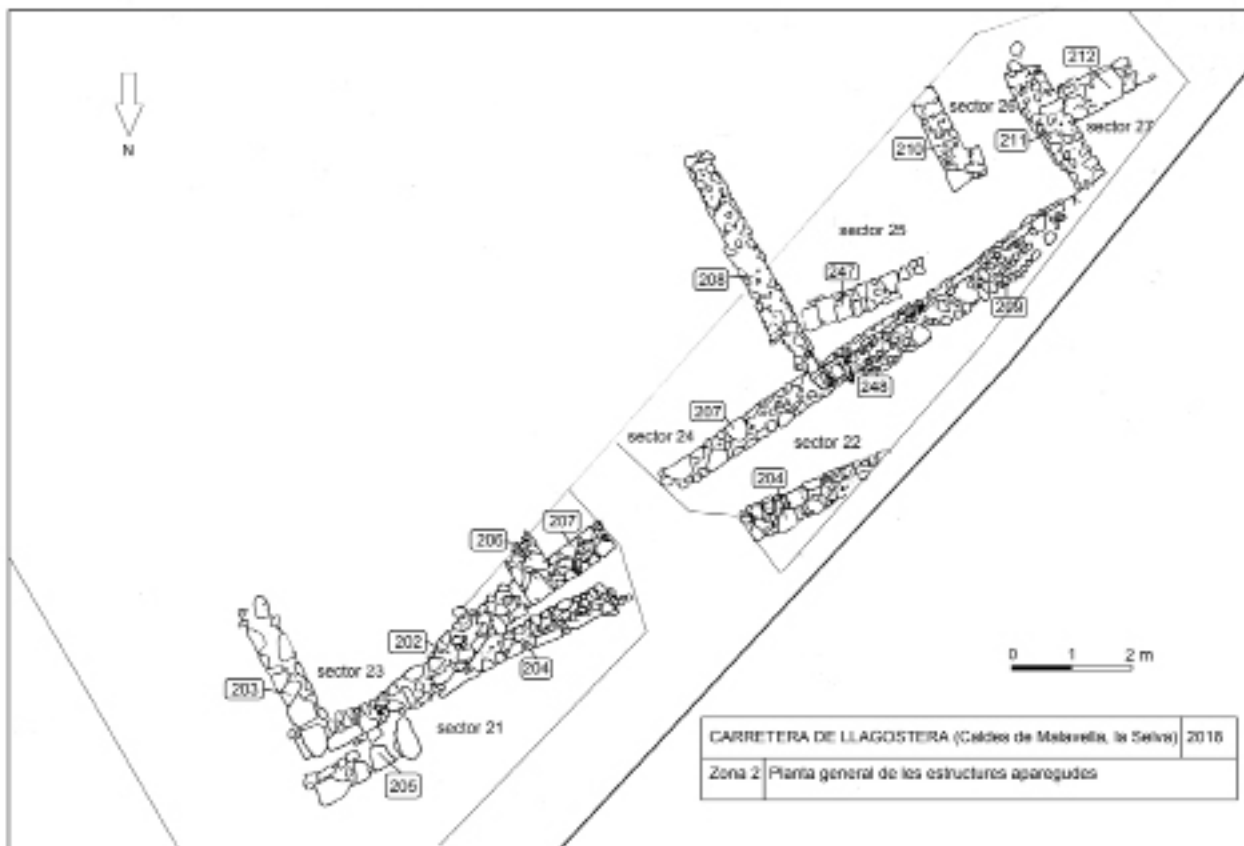 212
sector 26
sector 27
211
210
N
sector 25
208
247
209
248
207
sector 24
sector 22
204
207
206
202
204
sector 23
203
sector 21
205
0 1 2 m
CARRETERA DE LLAGOSTERA (Caldes de Malavella, la Selva) 2018
Zona 2 Planta general de les estructures aparegudes